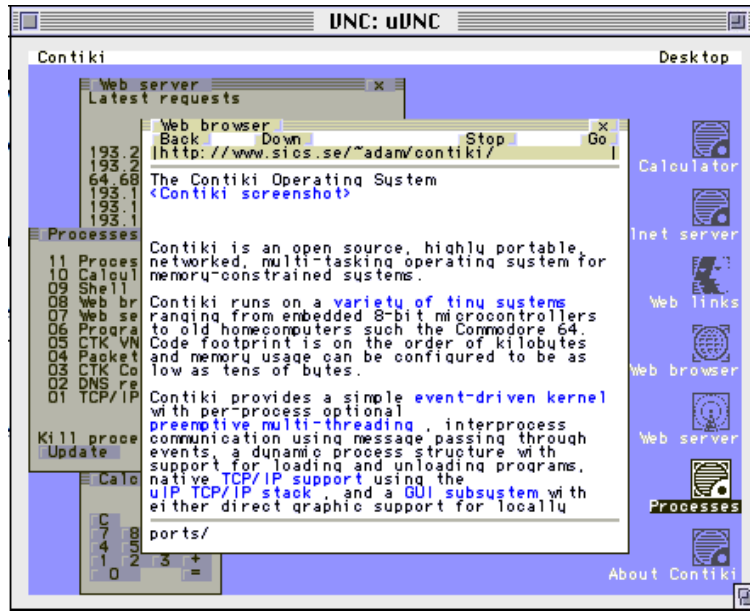 VNC: uVNC
Contiki Desktop
Web server x
Latest requests
193.2
193.2
64.68
193.1
193.1
193.1
Processes
11 Proces
10 Calcul
09 Shell
08 Web br
07 Web se
06 Progra
05 CTK VN
04 Packet
03 CTK Co
02 DNS re
01 TCP/IP
Kill proce
Update
Calc
C
7 8
4 5
1 2 3 +
0 =
Web browser x
Back Down Stop Go
http://www.sics.se/~adam/contiki/
The Contiki Operating System
<Contiki screenshot>
Contiki is an open source, highly portable,
networked, multi-tasking operating system for
memory-constrained systems.
Contiki runs on a variety of tiny systems
ranging from embedded 8-bit microcontrollers
to old homecomputers such the Commodore 64.
Code footprint is on the order of kilobytes
and memory usage can be configured to be as
low as tens of bytes.
Contiki provides a simple event-driven kernel
with per-process optional
preemptive multi-threading , interprocess
communication using message passing through
events, a dynamic process structure with
support for loading and unloading programs,
native TCP/IP support using the
uIP TCP/IP stack , and a GUI subsystem with
either direct graphic support for locally
ports/
Calculator
Inet server
Web links
Web browser
Web server
Processes
About Contiki